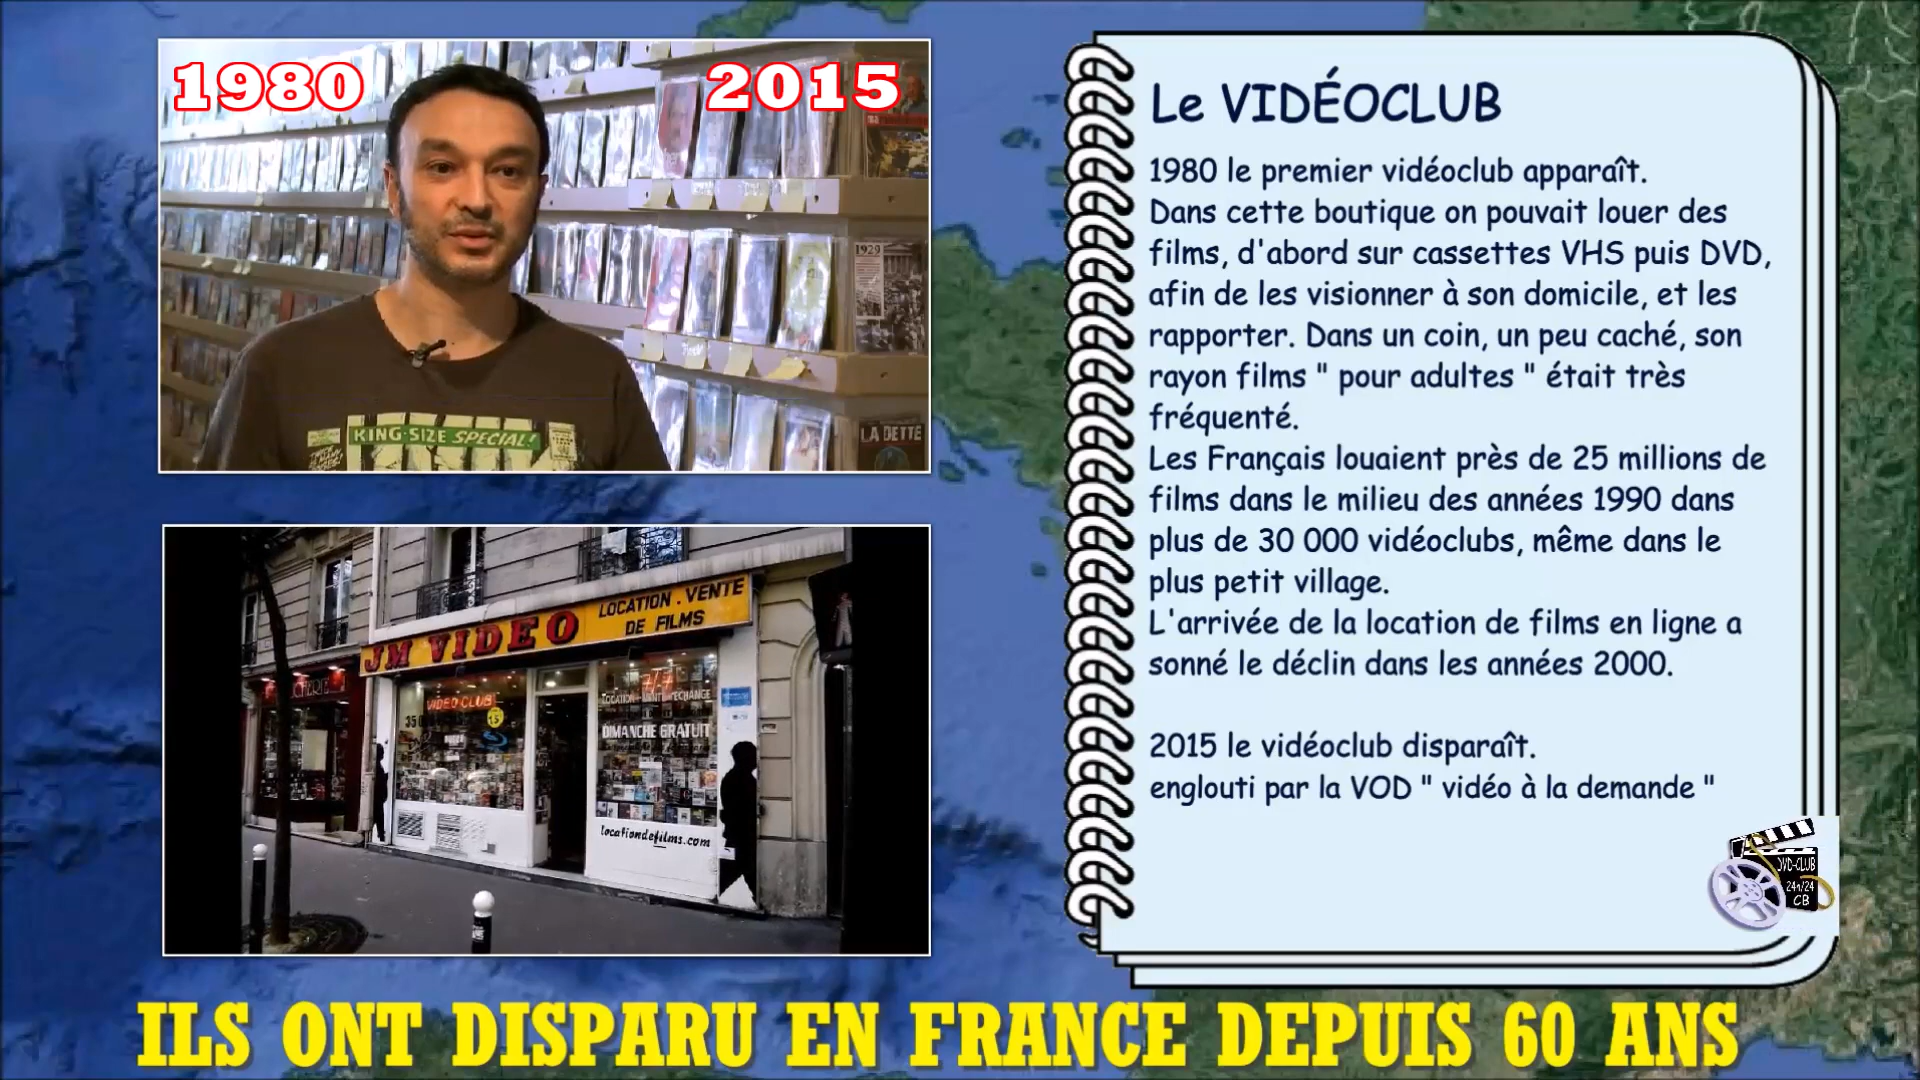 1980
2015
1929
KING-SIZE SPECIAL!
LA DETTE
JM VIDEO
LOCATION . VENTE
DE FILMS
VIDEO CLUB
15
7/7
DIMANCHE GRATUIT
locationdefilms.com
Le VIDÉOCLUB
1980 le premier vidéoclub apparaît.
Dans cette boutique on pouvait louer des
films, d'abord sur cassettes VHS puis DVD,
afin de les visionner à son domicile, et les
rapporter. Dans un coin, un peu caché, son
rayon films " pour adultes " était très
fréquenté.
Les Français louaient près de 25 millions de
films dans le milieu des années 1990 dans
plus de 30 000 vidéoclubs, même dans le
plus petit village.
L'arrivée de la location de films en ligne a
sonné le déclin dans les années 2000.
2015 le vidéoclub disparaît.
englouti par la VOD " vidéo à la demande "
DVD-CLUB
24h/24
CB
ILS ONT DISPARU EN FRANCE DEPUIS 60 ANS